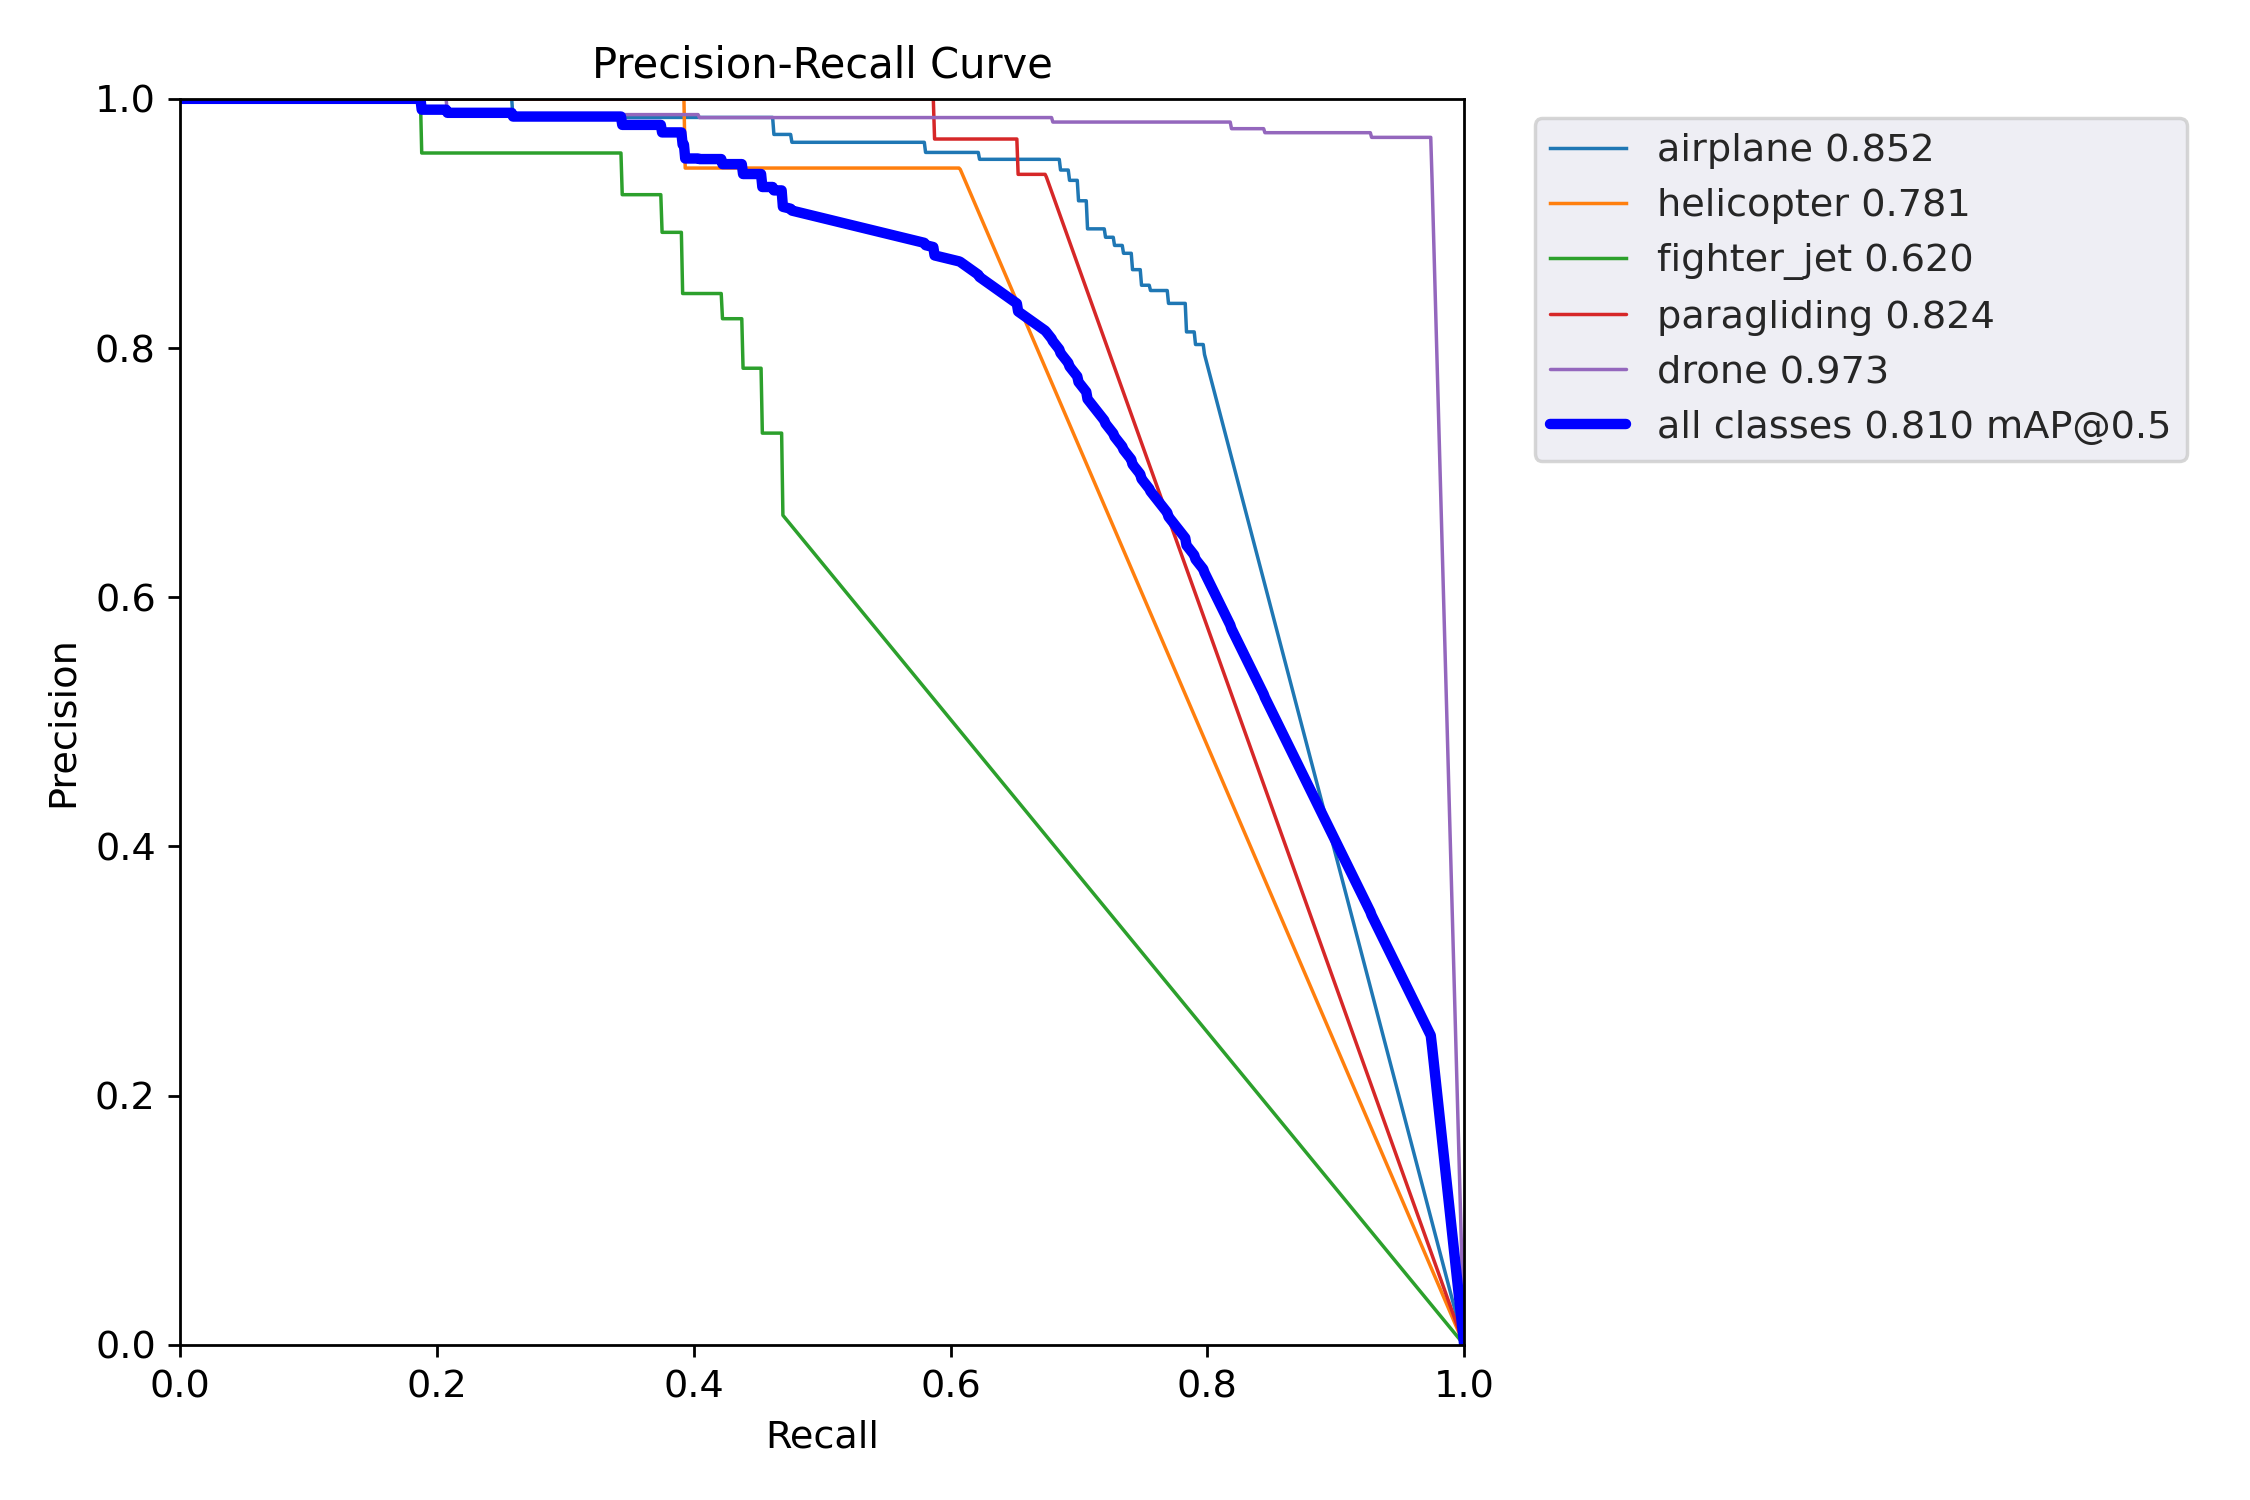 Precision-Recall Curve
1.0
0.8
0.6
0.4
0.2
0.0
Precision
0.0 0.2 0.4 0.6 0.8 1.0
Recall
airplane 0.852
helicopter 0.781
fighter_jet 0.620
paragliding 0.824
drone 0.973
all classes 0.810 mAP@0.5